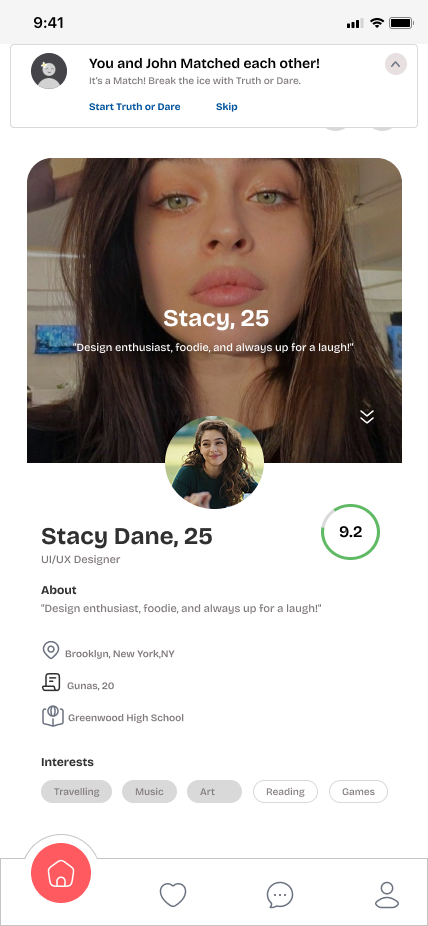 9:41
You and John Matched each other!
It's a Match! Break the ice with Truth or Dare.
Start Truth or Dare Skip
Stacy, 25
"Design enthusiast, foodie, and always up for a laugh!"
Stacy Dane, 25
9.2
UI/UX Designer
About
"Design enthusiast, foodie, and always up for a laugh!"
Brooklyn, New York,NY
Gunas, 20
Greenwood High School
Interests
Travelling Music Art Reading Games